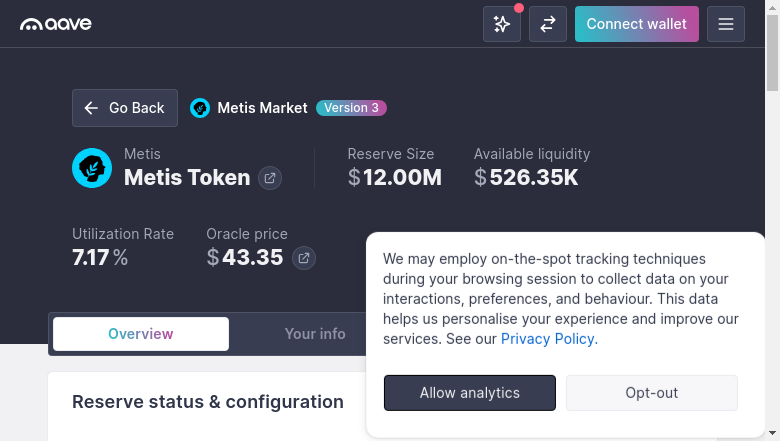 aave
Connect wallet
Go Back
Metis Market
Version 3
Metis
Metis Token
Reserve Size
$12.00M
Available liquidity
$526.35K
Utilization Rate
7.17%
Oracle price
$43.35
We may employ on-the-spot tracking techniques
during your browsing session to collect data on your
interactions, preferences, and behaviour. This data
helps us personalise your experience and improve our
services. See our Privacy Policy.
Allow analytics
Opt-out
Overview
Your info
Reserve status & configuration